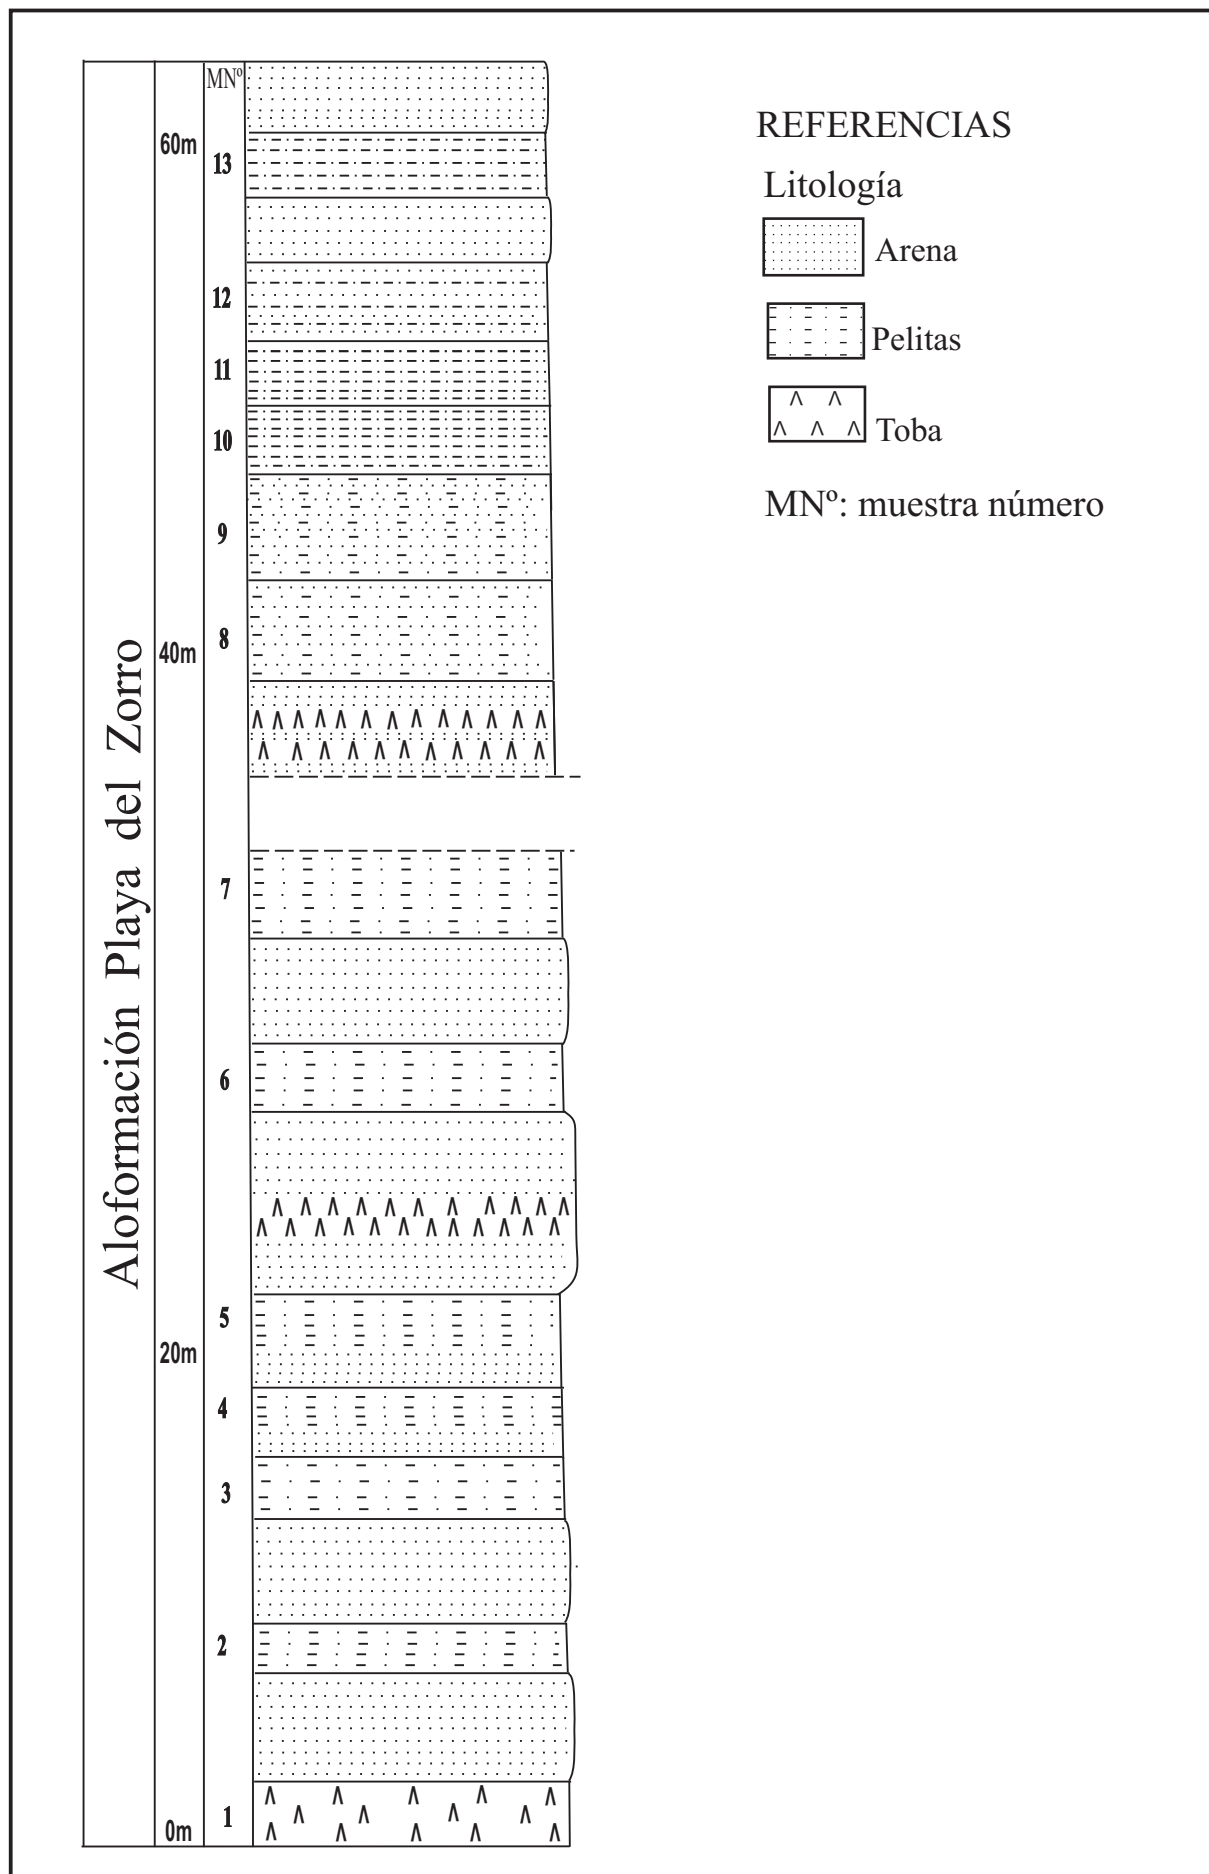 MNº
60m
13
12
11
10
9
8
40m
7
6
5
20m
4
3
2
1
0m
Aloformación Playa del Zorro
REFERENCIAS
Litología
Arena
Pelitas
Toba
MNº: muestra número